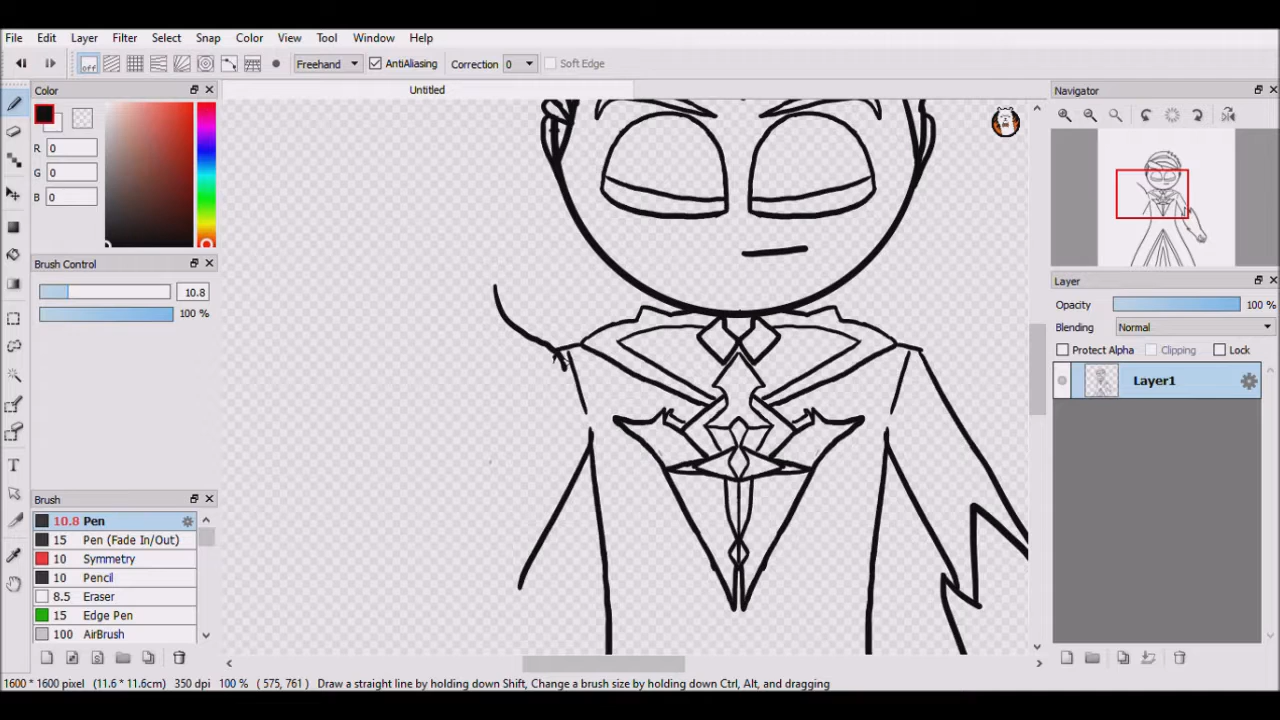 File Edit Layer Filter Select Snap Color View Tool Window Help
off Freehand AntiAliasing Correction 0 Soft Edge
Color
Untitled
Navigator
R 0
G 0
B 0
Brush Control
10.8
100 %
Layer
Opacity 100 %
Blending Normal
Protect Alpha Clipping Lock
Layer1
T
Brush
10.8 Pen
15 Pen (Fade In/Out)
10 Symmetry
10 Pencil
8.5 Eraser
15 Edge Pen
100 AirBrush
1600 * 1600 pixel (11.6 * 11.6cm) 350 dpi 100 % ( 575, 761 ) Draw a straight line by holding down Shift, Change a brush size by holding down Ctrl, Alt, and dragging